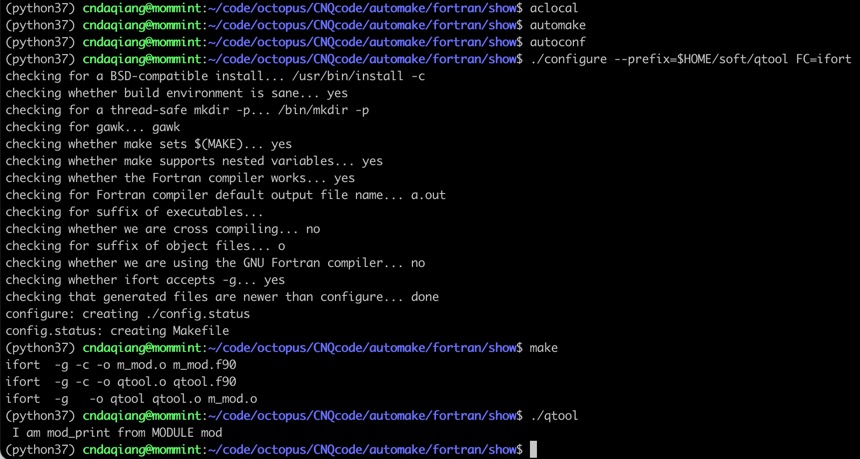 (python37) cndaqiang@mommint:~/code/octopus/CNQcode/automake/fortran/show$ aclocal
(python37) cndaqiang@mommint:~/code/octopus/CNQcode/automake/fortran/show$ automake
(python37) cndaqiang@mommint:~/code/octopus/CNQcode/automake/fortran/show$ autoconf
(python37) cndaqiang@mommint:~/code/octopus/CNQcode/automake/fortran/show$ ./configure --prefix=$HOME/soft/qtool FC=ifort
checking for a BSD-compatible install... /usr/bin/install -c
checking whether build environment is sane... yes
checking for a thread-safe mkdir -p... /bin/mkdir -p
checking for gawk... gawk
checking whether make sets $(MAKE)... yes
checking whether make supports nested variables... yes
checking whether the Fortran compiler works... yes
checking for Fortran compiler default output file name... a.out
checking for suffix of executables...
checking whether we are cross compiling... no
checking for suffix of object files... o
checking whether we are using the GNU Fortran compiler... no
checking whether ifort accepts -g... yes
checking that generated files are newer than configure... done
configure: creating ./config.status
config.status: creating Makefile
(python37) cndaqiang@mommint:~/code/octopus/CNQcode/automake/fortran/show$ make
ifort  -g -c -o m_mod.o m_mod.f90
ifort  -g -c -o qtool.o qtool.f90
ifort  -g   -o qtool qtool.o m_mod.o
(python37) cndaqiang@mommint:~/code/octopus/CNQcode/automake/fortran/show$ ./qtool
 I am mod_print from MODULE mod
(python37) cndaqiang@mommint:~/code/octopus/CNQcode/automake/fortran/show$